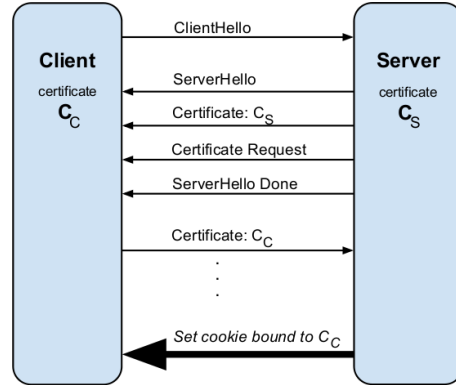 ClientHello
Client
certificate
C_C
Server
certificate
C_S
ServerHello
Certificate: C_S
Certificate Request
ServerHello Done
Certificate: C_C
.
.
.
Set cookie bound to C_C